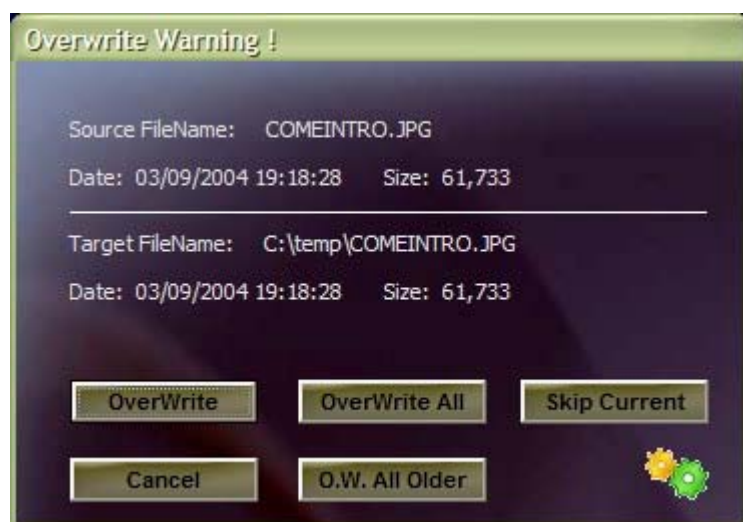 Overwrite Warning !
Source FileName: COMEINTRO.JPG
Date: 03/09/2004 19:18:28 Size: 61,733
Target FileName: C:\temp\COMEINTRO.JPG
Date: 03/09/2004 19:18:28 Size: 61,733
OverWrite OverWrite All Skip Current
Cancel O.W. All Older